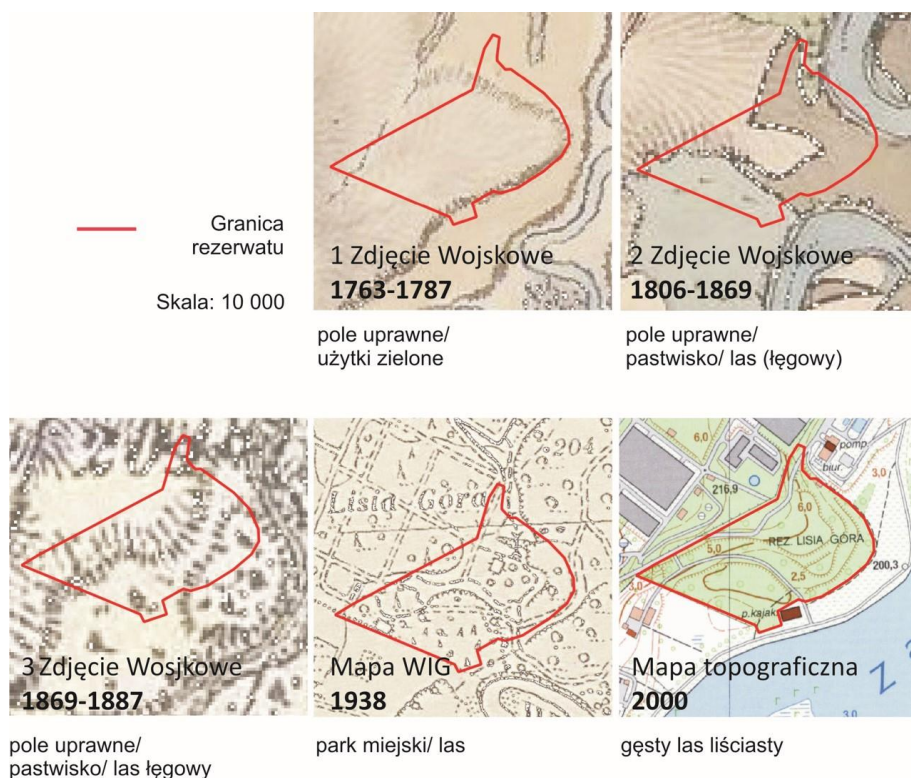 Granica
rezerwatu
Skala: 10 000
1 Zdjęcie Wojskowe
1763-1787
pole uprawne/
użytki zielone
2 Zdjęcie Wojskowe
1806-1869
pole uprawne/
pastwisko/ las (łęgowy)
3 Zdjęcie Wosjkowe
1869-1887
pole uprawne/
pastwisko/ las łęgowy
204
Lisia Góra
Mapa WIG
1938
park miejski/ las
6,0
pomp.
biur.
3,0
216,9
6,0
REZ. LISIA GÓRA
5,0
200,3
2,5
3,0
p.kajak.
Mapa topograficzna
2000
Za
3,0
gęsty las liściasty